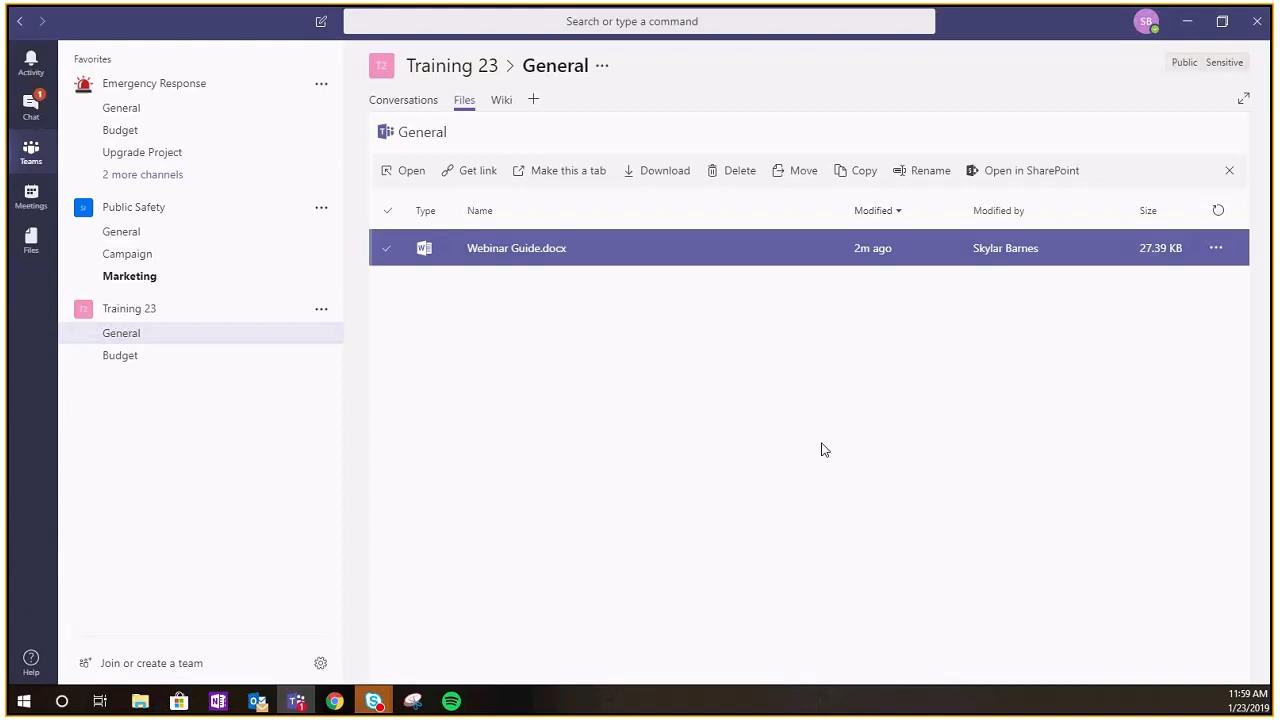 Search or type a command
SB
Activity
1
Chat
Teams
Meetings
Files
Help
Favorites
Emergency Response
General
Budget
Upgrade Project
2 more channels
SI
Public Safety
General
Campaign
Marketing
T2
Training 23
General
Budget
Join or create a team
T2
Training 23 > General
Public Sensitive
Conversations Files Wiki
General
Open Get link Make this a tab Download Delete Move Copy Rename Open in SharePoint
Type Name Modified Modified by Size
Webinar Guide.docx 2m ago Skylar Barnes 27.39 KB
11:59 AM
1/23/2019